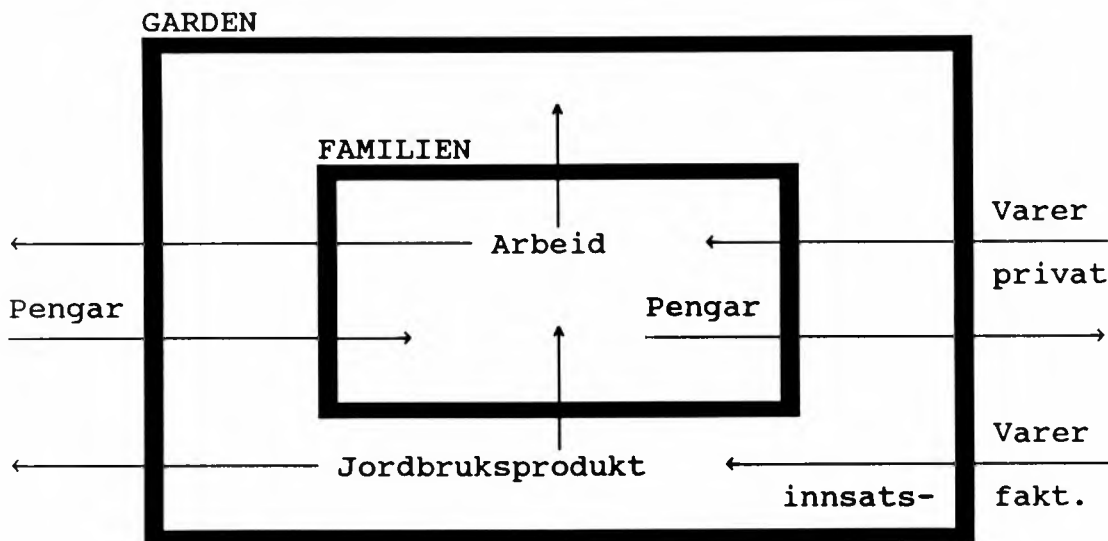 GARDEN
FAMILIEN
Varer
Arbeid
privat
Pengar
Pengar
Varer
Jordbruksprodukt
innsats- fakt.